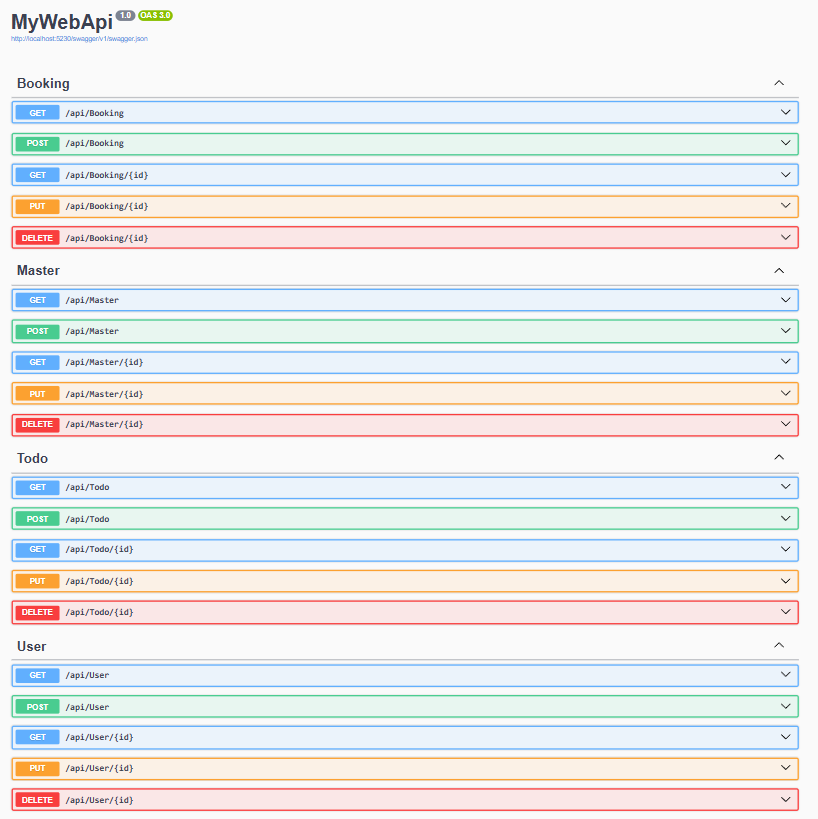 MyWebApi 1.0 OAS 3.0
http://localhost:5230/swagger/v1/swagger.json
Booking
GET /api/Booking
POST /api/Booking
GET /api/Booking/{id}
PUT /api/Booking/{id}
DELETE /api/Booking/{id}
Master
GET /api/Master
POST /api/Master
GET /api/Master/{id}
PUT /api/Master/{id}
DELETE /api/Master/{id}
Todo
GET /api/Todo
POST /api/Todo
GET /api/Todo/{id}
PUT /api/Todo/{id}
DELETE /api/Todo/{id}
User
GET /api/User
POST /api/User
GET /api/User/{id}
PUT /api/User/{id}
DELETE /api/User/{id}